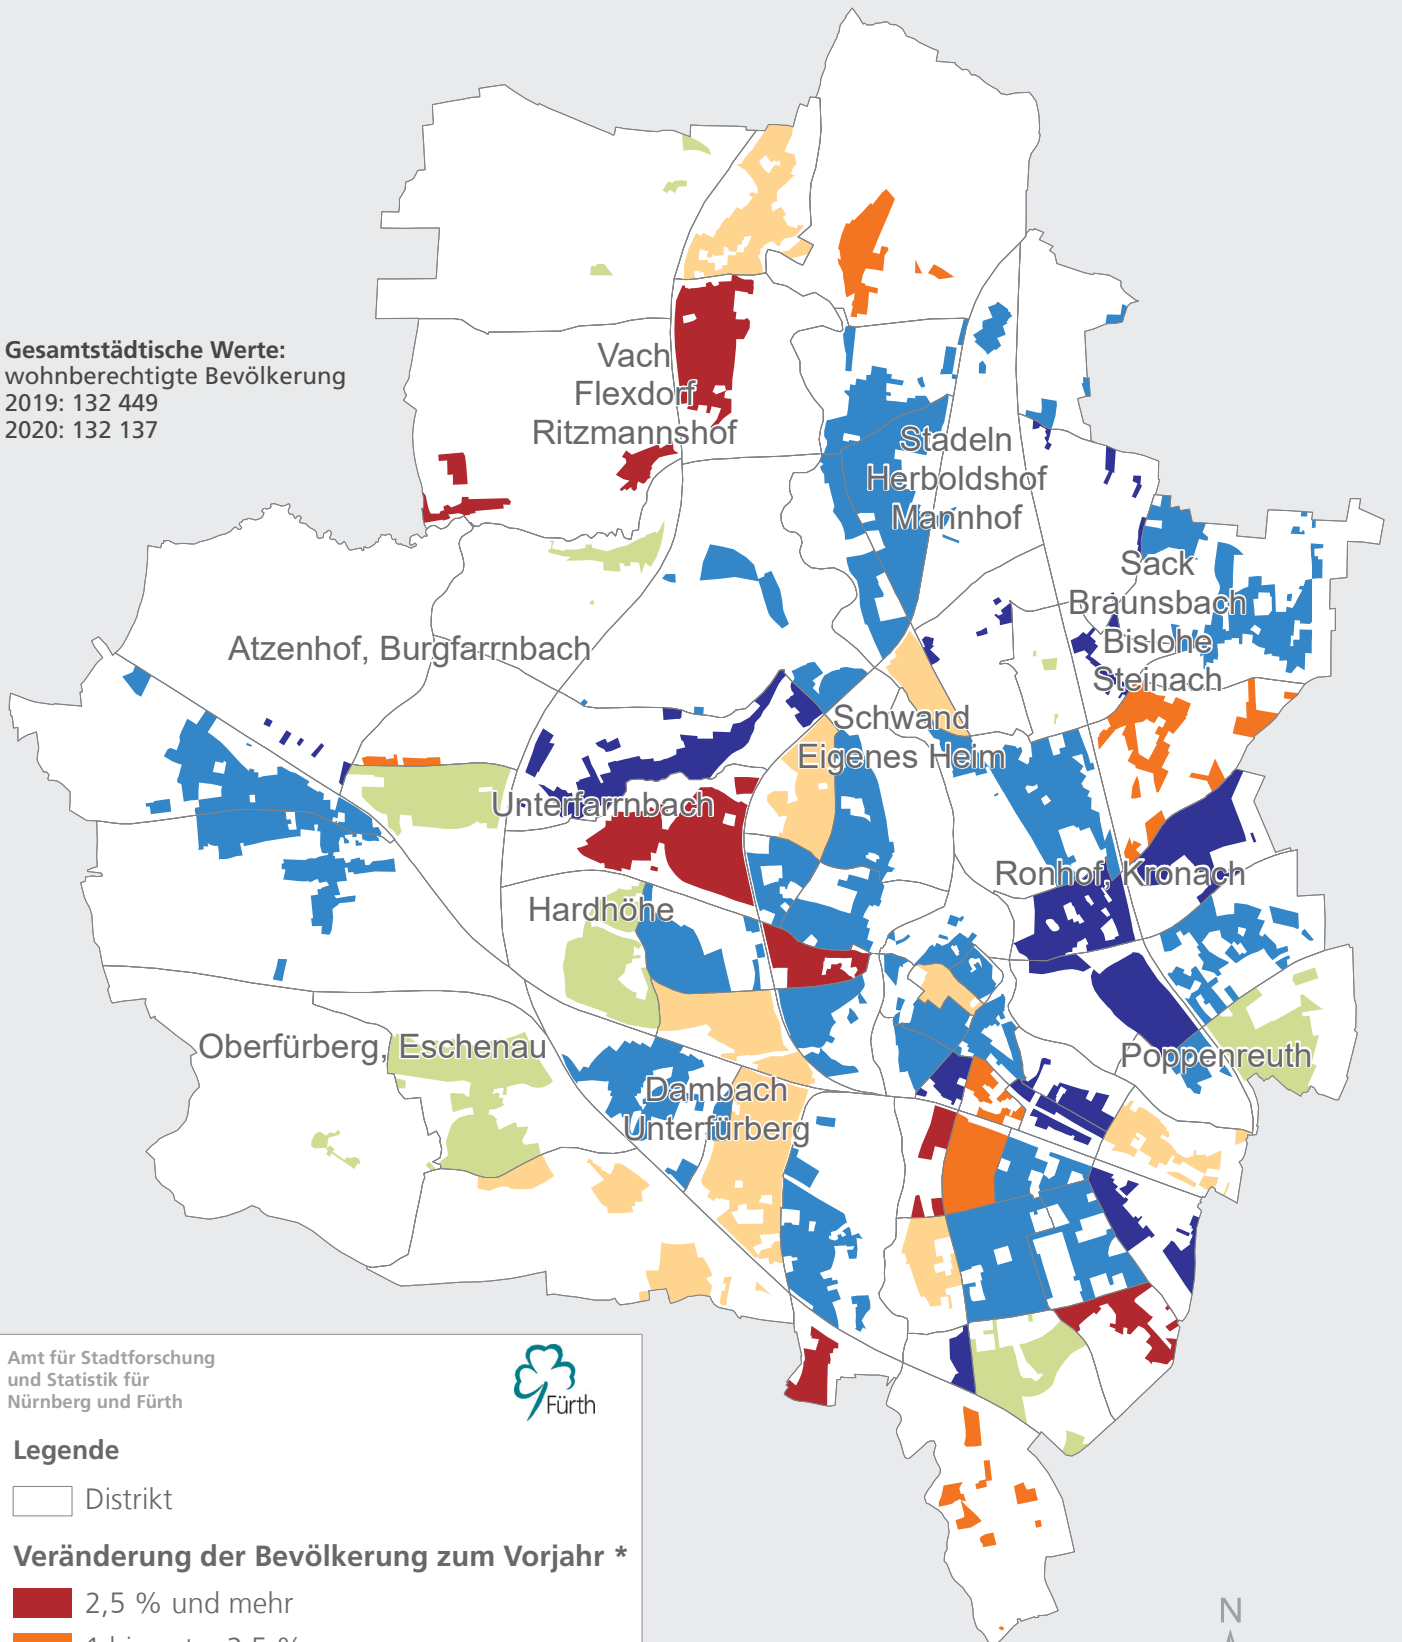 Gesamtstädtische Werte:
wohnberechtigte Bevölkerung
2019: 132 449
2020: 132 137
Vach
Flexdorf
Ritzmannshof
Stadeln
Herboldshof
Mannhof
Sack
Braunsbach
Bislohe
Steinach
Atzenhof, Burgfarrnbach
Schwand
Eigenes Heim
Unterfarrnbach
Ronhof, Kronach
Hardhöhe
Oberfürberg, Eschenau
Poppenreuth
Dambach
Unterfürberg
Amt für Stadtforschung
und Statistik für
Nürnberg und Fürth
Fürth
Legende
Distrikt
Veränderung der Bevölkerung zum Vorjahr *
2,5 % und mehr
N